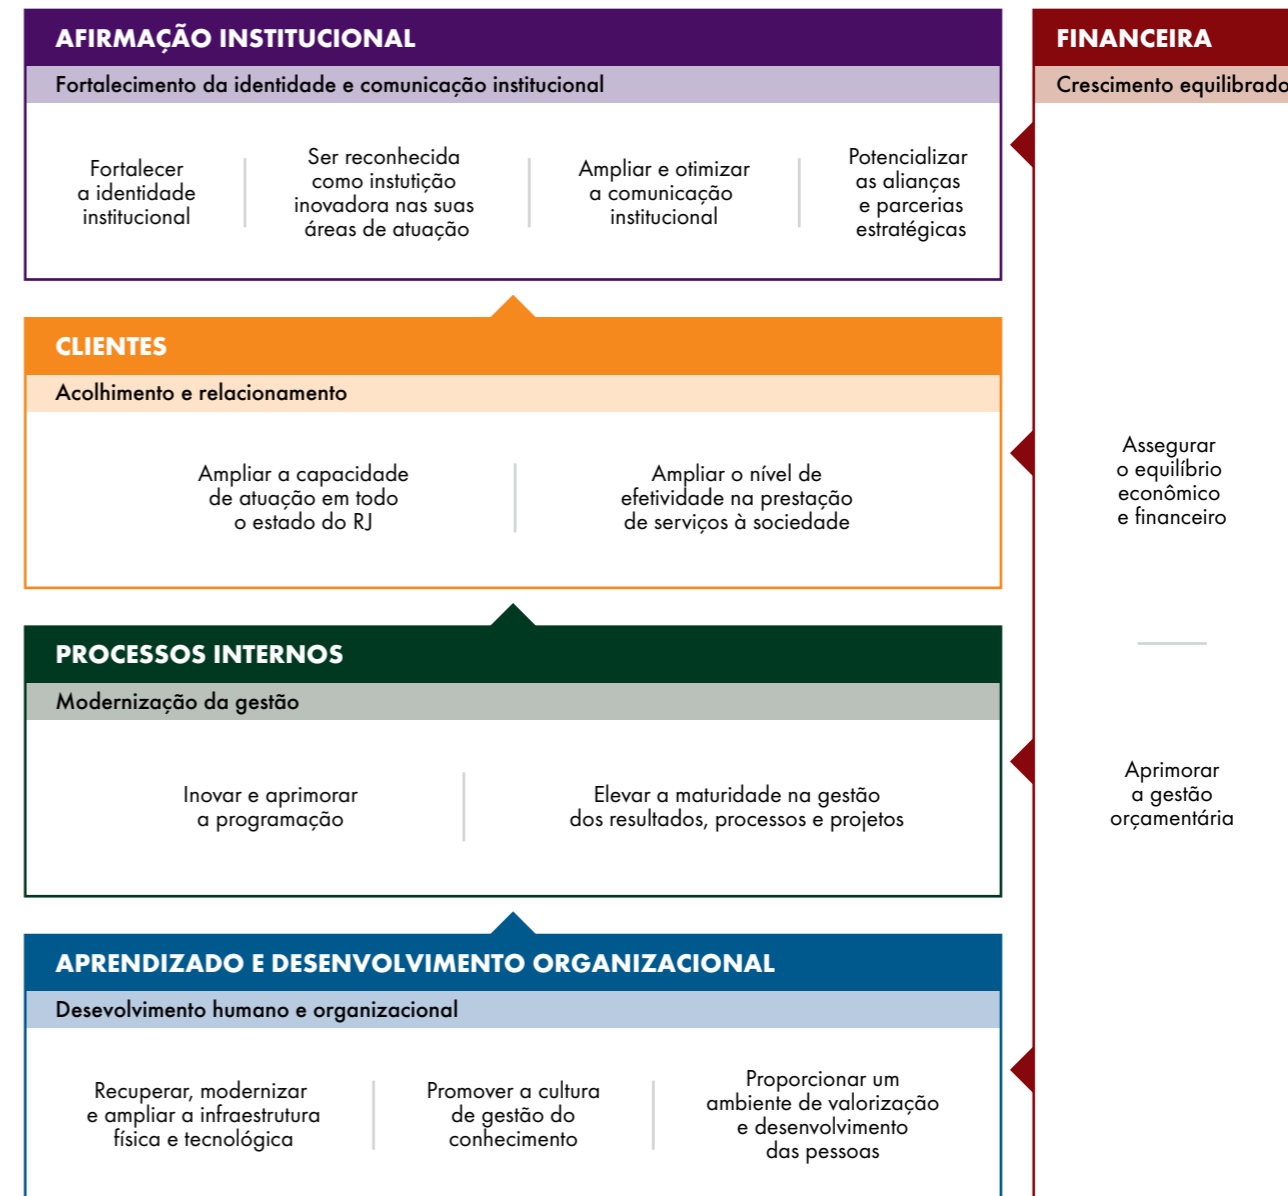 AFIRMAÇÃO INSTITUCIONAL
Fortalecimento da identidade e comunicação institucional
Fortalecer
a identidade
institucional
Ser reconhecida
como instutição
inovadora nas suas
áreas de atuação
Ampliar e otimizar
a comunicação
institucional
Potencializar
as alianças
e parcerias
estratégicas
CLIENTES
Acolhimento e relacionamento
Ampliar a capacidade
de atuação em todo
o estado do RJ
Ampliar o nível de
efetividade na prestação
de serviços à sociedade
PROCESSOS INTERNOS
Modernização da gestão
Inovar e aprimorar
a programação
Elevar a maturidade na gestão
dos resultados, processos e projetos
APRENDIZADO E DESENVOLVIMENTO ORGANIZACIONAL
Desevolvimento humano e organizacional
Recuperar, modernizar
e ampliar a infraestrutura
física e tecnológica
Promover a cultura
de gestão do
conhecimento
Proporcionar um
ambiente de valorização
e desenvolvimento
das pessoas
FINANCEIRA
Crescimento equilibrado
Assegurar
o equilíbrio
econômico
e financeiro
Aprimorar
a gestão
orçamentária